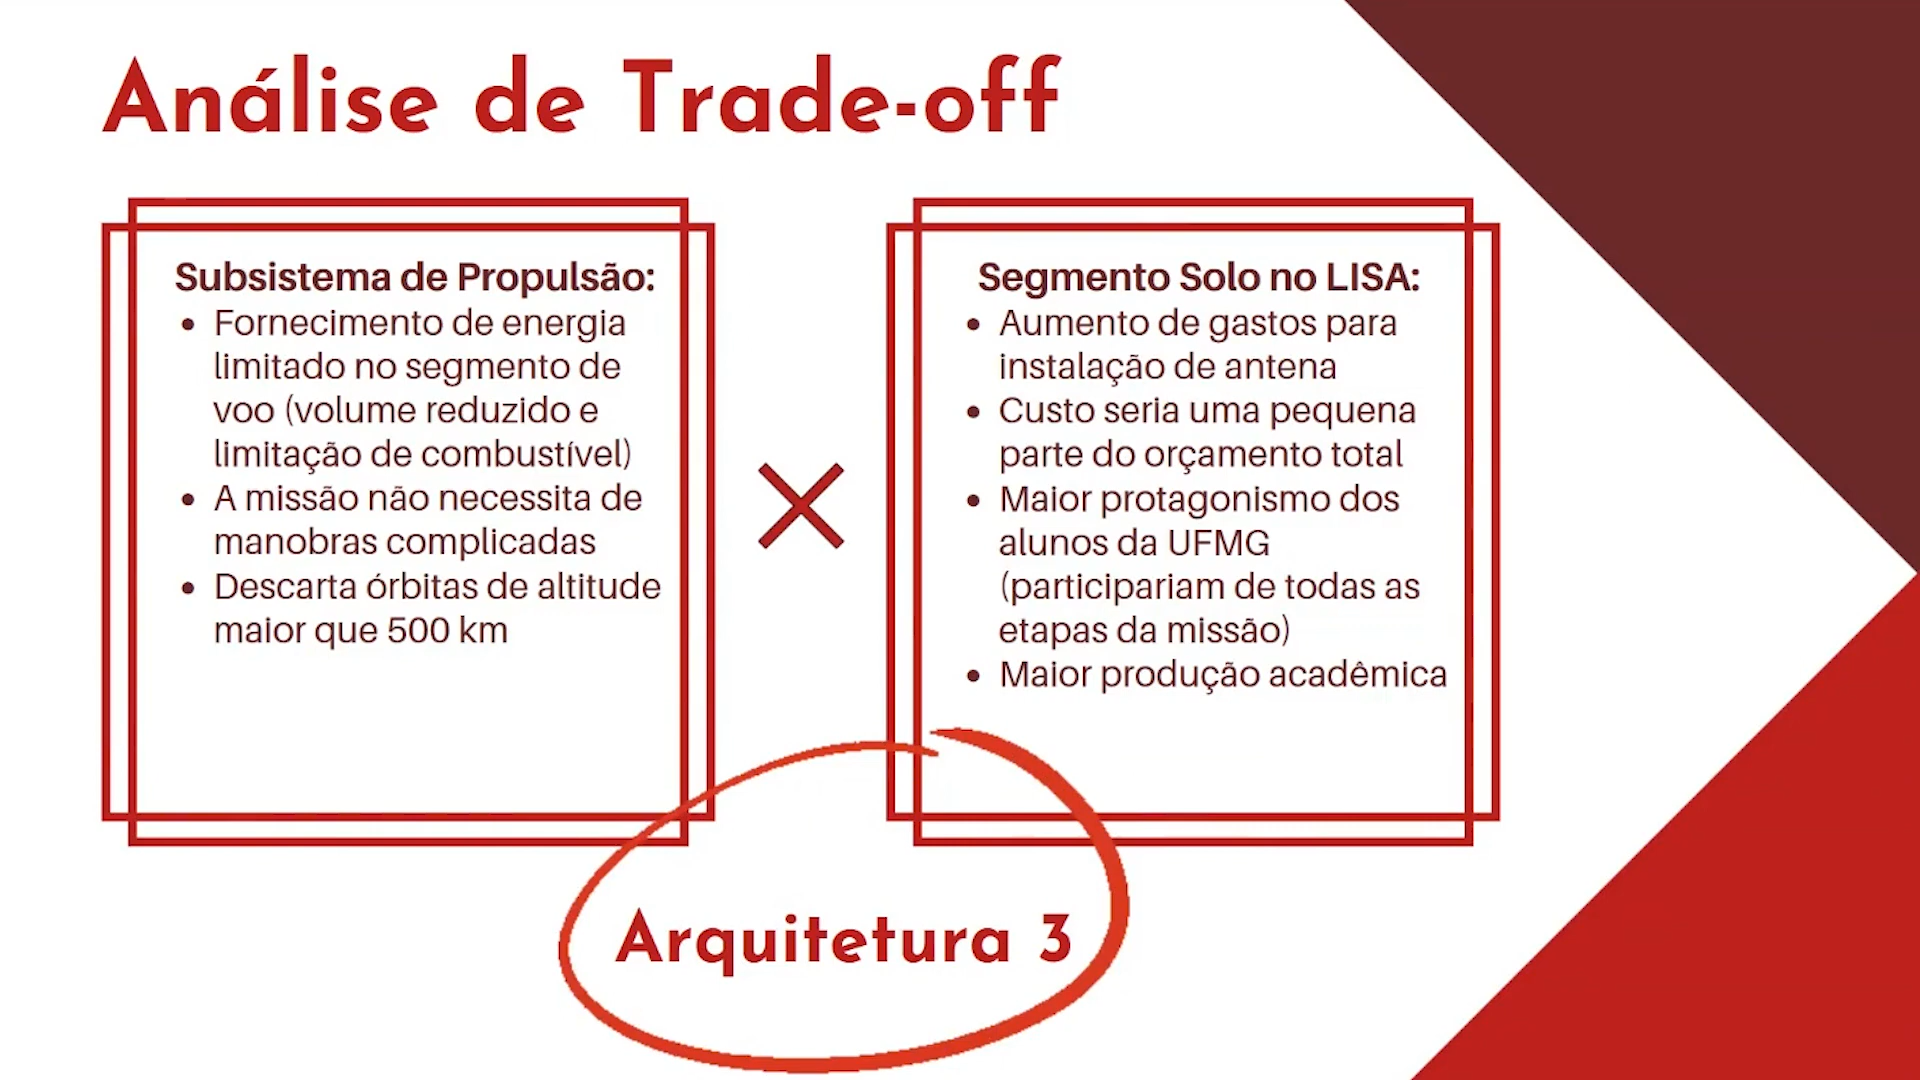 Análise de Trade-off
Subsistema de Propulsão:
• Fornecimento de energia
limitado no segmento de
voo (volume reduzido e
limitação de combustível)
• A missão não necessita de
manobras complicadas
• Descarta órbitas de altitude
maior que 500 km
Segmento Solo no LISA:
• Aumento de gastos para
instalação de antena
• Custo seria uma pequena
parte do orçamento total
• Maior protagonismo dos
alunos da UFMG
(participariam de todas as
etapas da missão)
• Maior produção acadêmica
Arquitetura 3